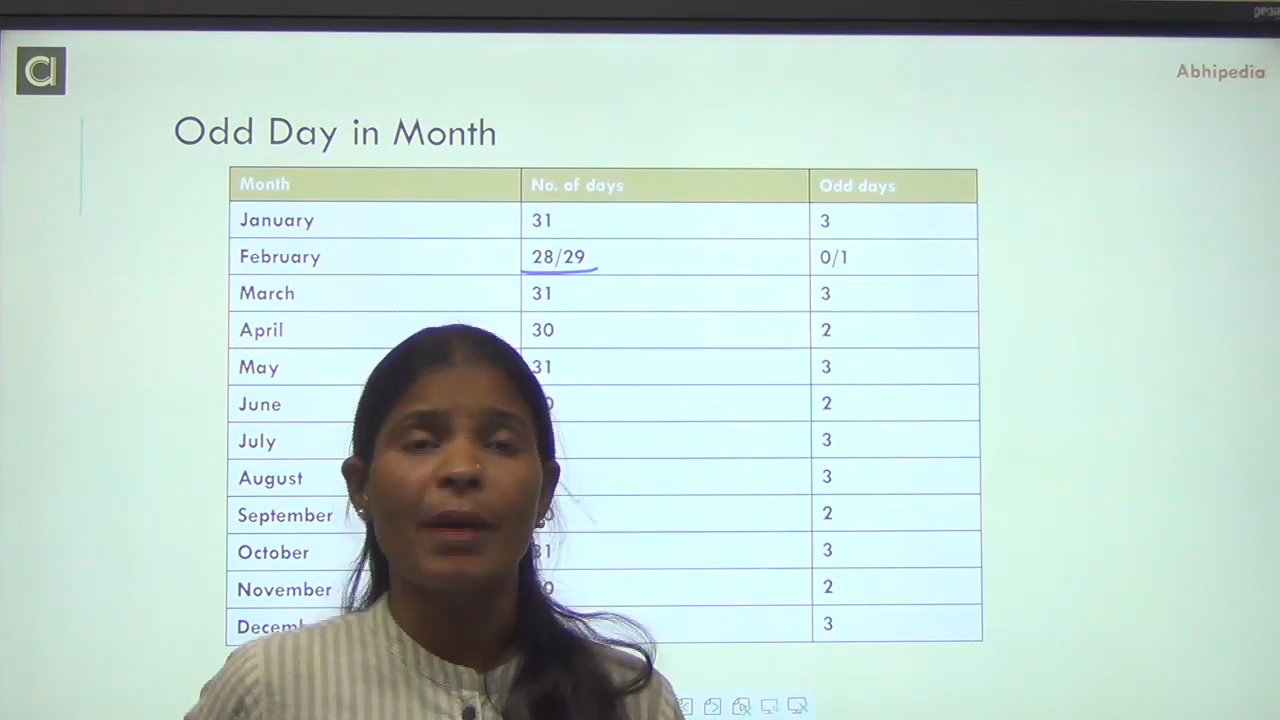 Abhipedia
Odd Day in Month
Month No. of days Odd days
January 31 3
February 28/29 0/1
March 31 3
April 30 2
May 31 3
June 2
July 3
August 3
September 2
October 31 3
November 2
3